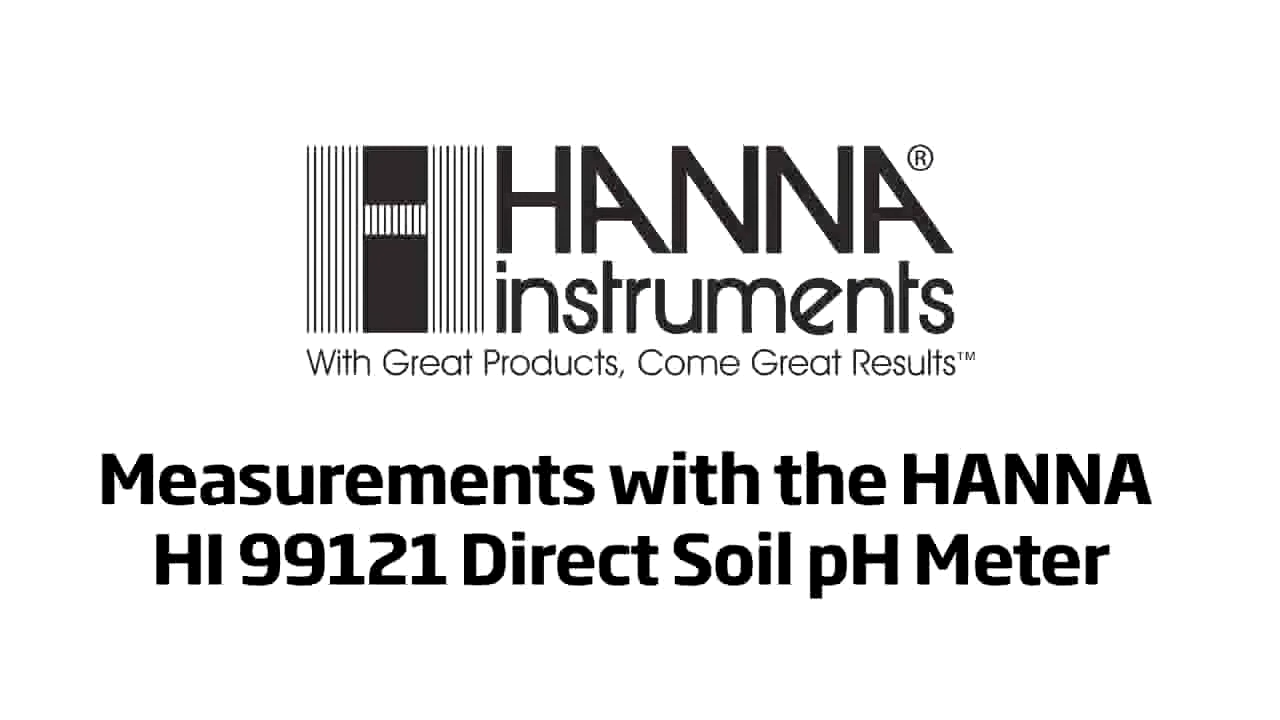 HANNA®
instruments
With Great Products, Come Great Results™
Measurements with the HANNA
HI 99121 Direct Soil pH Meter